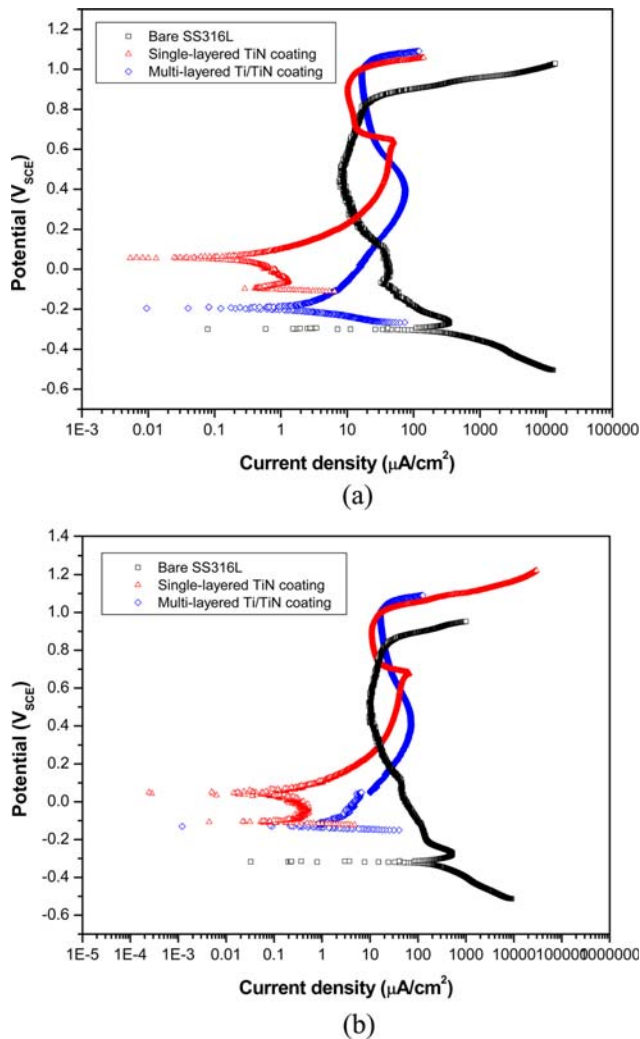 1.2
1.0
0.8
0.6
0.4
0.2
0.0
-0.2
-0.4
-0.6
Potential (V_SCE)
Bare SS316L
Single-layered TiN coating
Multi-layered Ti/TiN coating
1E-3 0.01 0.1 1 10 100 1000 10000 100000
Current density (μA/cm²)
(a)
1.4
1.2
1.0
0.8
0.6
0.4
0.2
0.0
-0.2
-0.4
-0.6
Potential (V_SCE)
Bare SS316L
Single-layered TiN coating
Multi-layered Ti/TiN coating
1E-5 1E-4 1E-3 0.01 0.1 1 10 100 1000 10000 100000 1000000
Current density (μA/cm²)
(b)